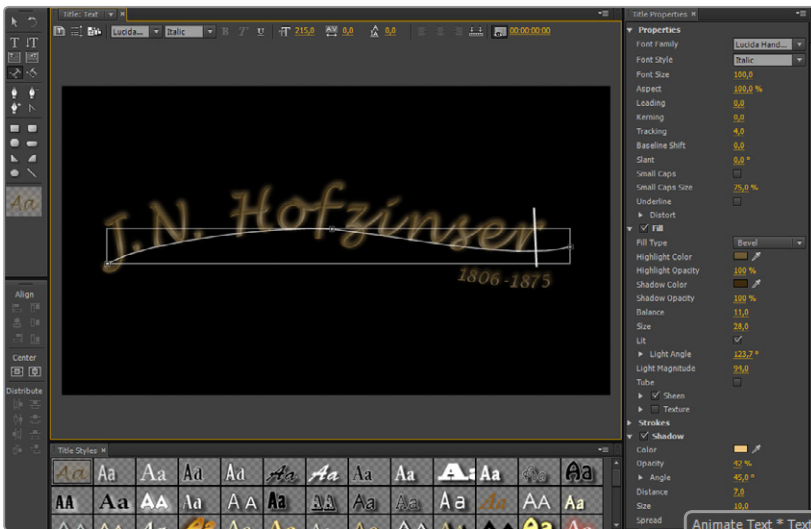 Title: Text
Lucida... Italic B T U 215,0 0,0 0,0 00:00:00:00
J.N. Hofzinser
1806-1875
Align
Center
Distribute
Title Styles
Title Properties
Properties
Font Family Lucida Hand...
Font Style Italic
Font Size 100,0
Aspect 100,0 %
Leading 0,0
Kerning 0,0
Tracking 4,0
Baseline Shift 0,0
Slant 0,0 °
Small Caps
Small Caps Size 75,0 %
Underline
Distort
Fill
Fill Type Bevel
Highlight Color
Highlight Opacity 100 %
Shadow Color
Shadow Opacity 100 %
Balance 11,0
Size 28,0
Lit
Light Angle 123,7 °
Light Magnitude 94,0
Tube
Sheen
Texture
Strokes
Shadow
Color
Opacity 42 %
Angle 45,0 °
Distance 7,0
Size 10,0
Spread
Animate Text * Tex